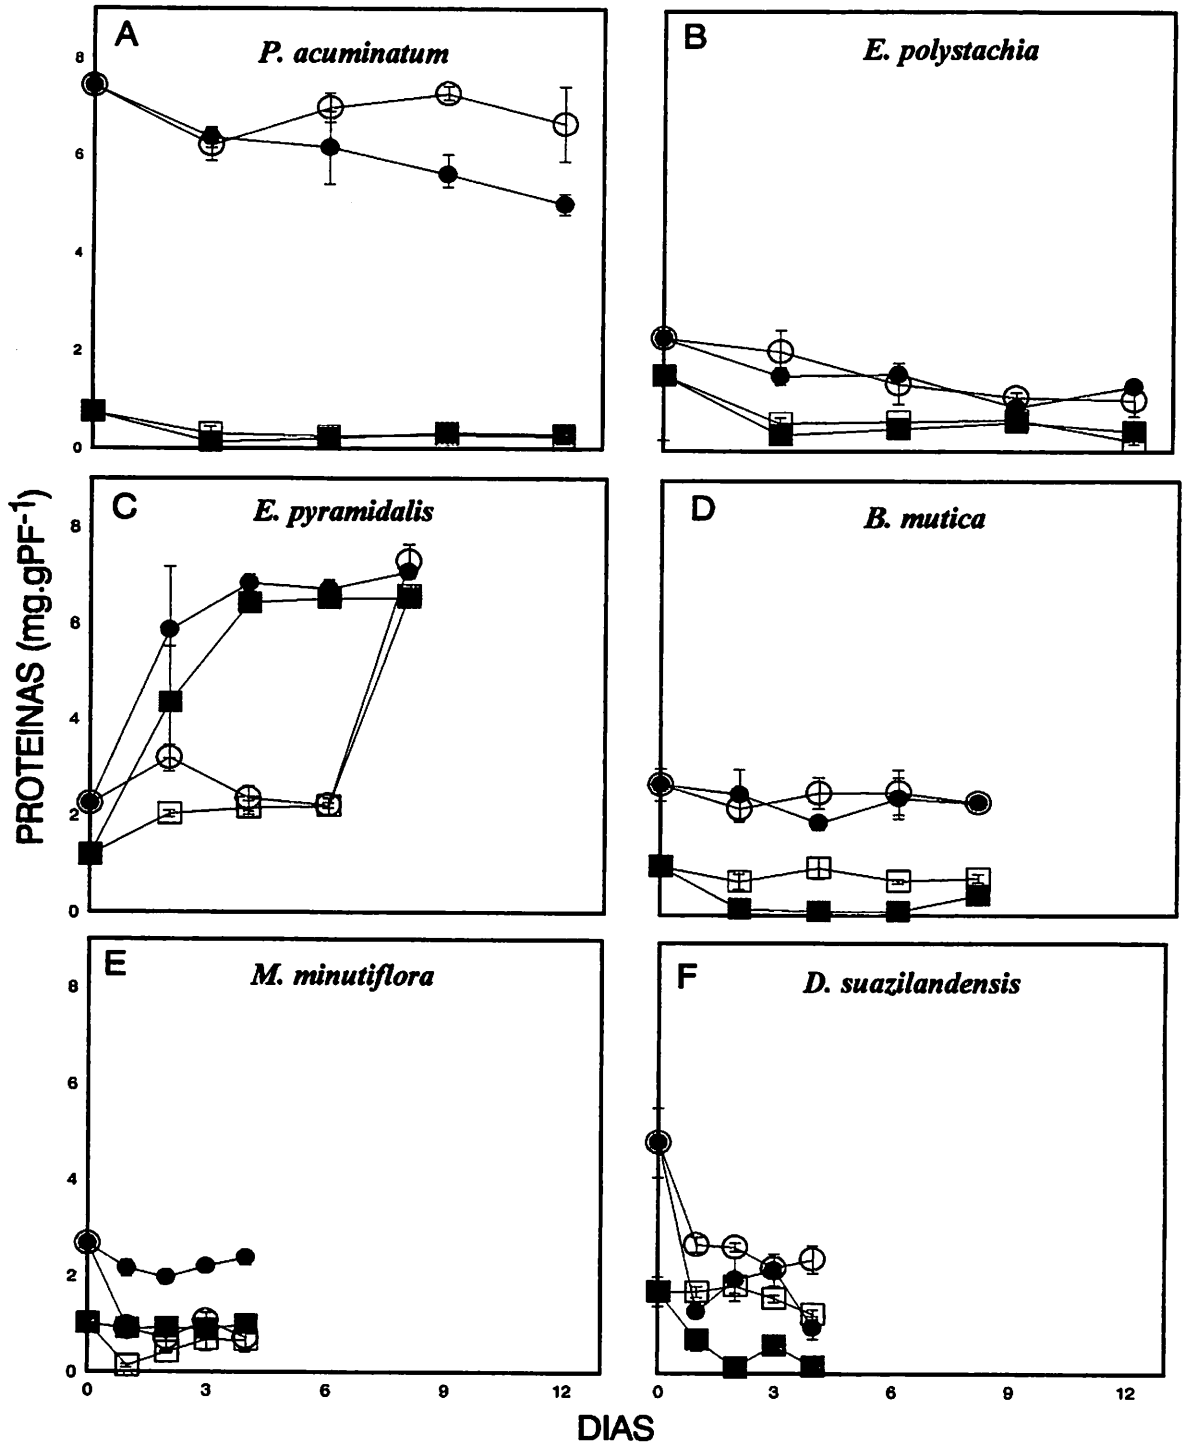 A
P. acuminatum
B
E. polystachia
8
6
4
2
0
C
E. pyramidalis
D
B. mutica
8
6
4
2
0
PROTEINAS (mg.gPF-1)
E
M. minutiflora
F
D. suazilandensis
8
6
4
2
0
0 3 6 9 12
0 3 6 9 12
DIAS